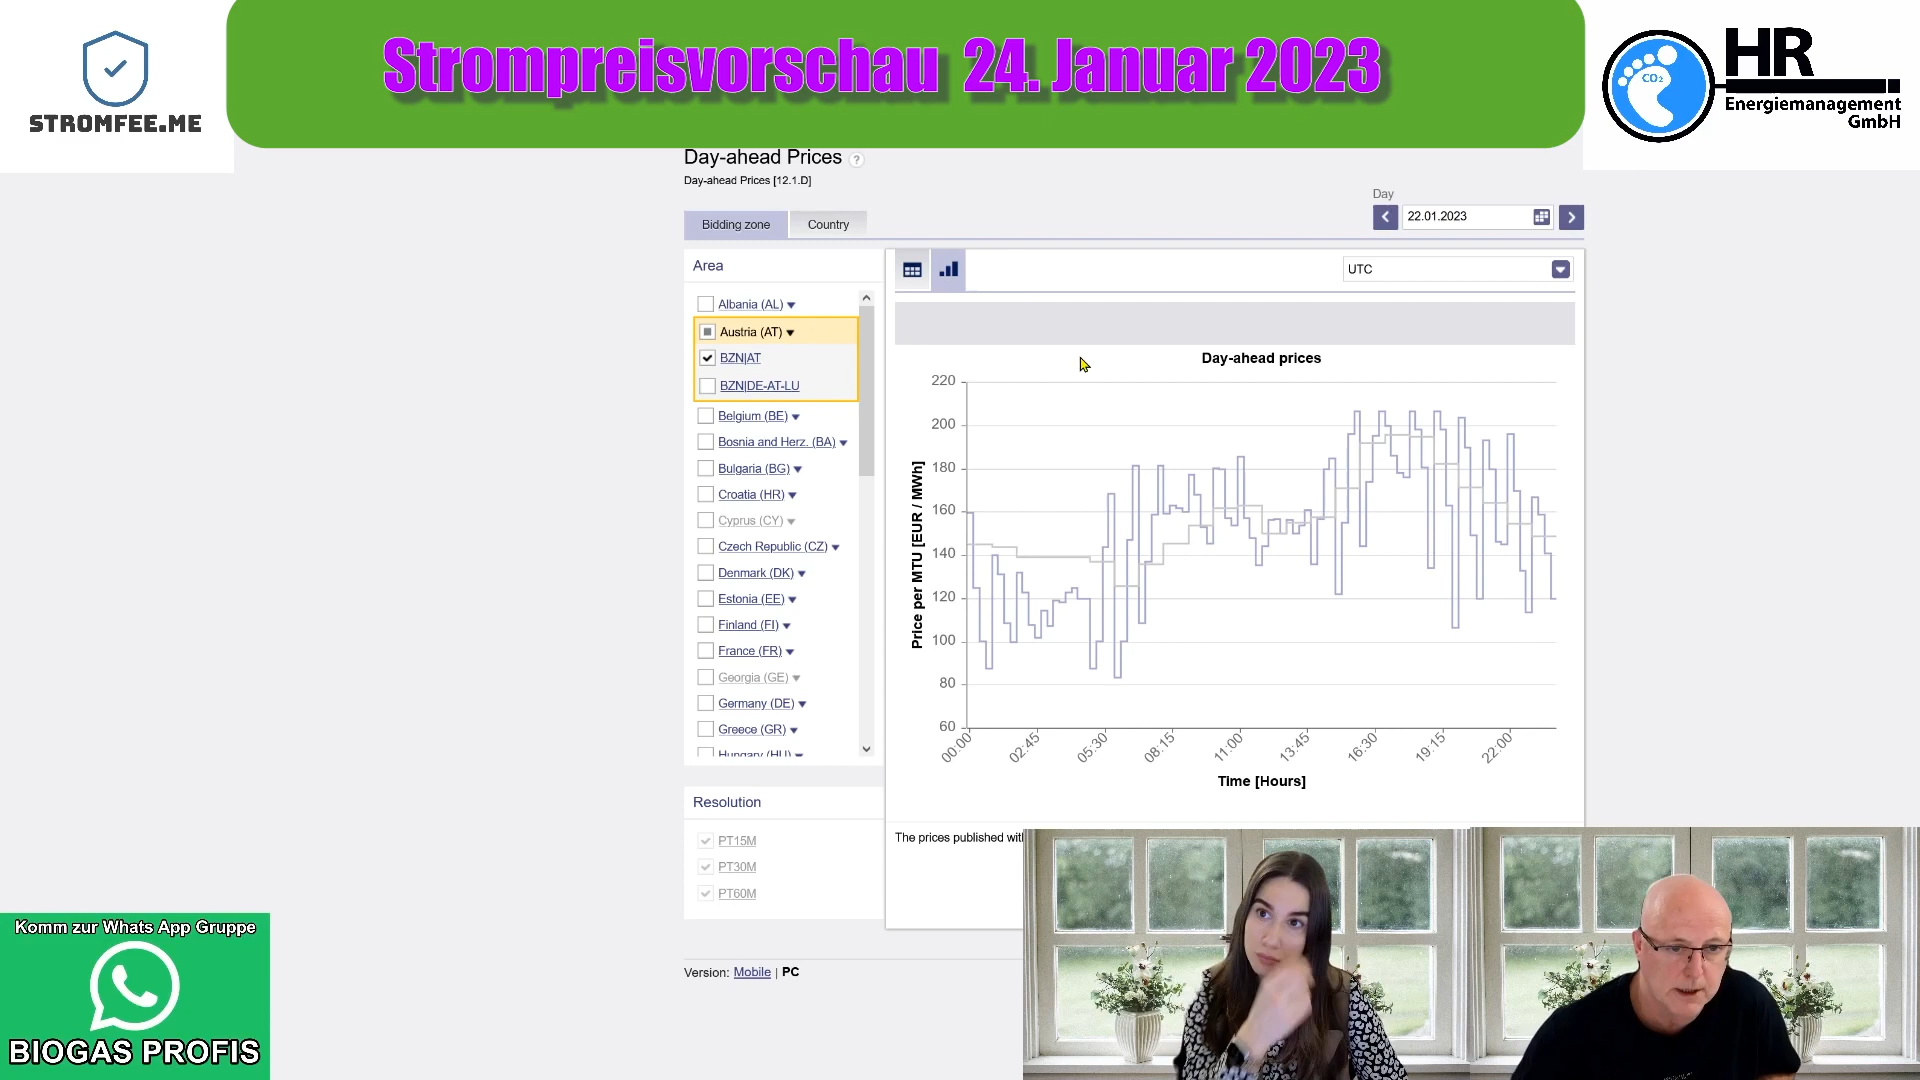 STROMFEE.ME
Strompreisvorschau 24. Januar 2023
CO2
HR
Energiemanagement
GmbH
Day-ahead Prices ?
Day-ahead Prices [12.1.D]
Day
22.01.2023
Bidding zone
Country
Area
Albania (AL)
Austria (AT)
BZN|AT
BZN|DE-AT-LU
Belgium (BE)
Bosnia and Herz. (BA)
Bulgaria (BG)
Croatia (HR)
Cyprus (CY)
Czech Republic (CZ)
Denmark (DK)
Estonia (EE)
Finland (FI)
France (FR)
Georgia (GE)
Germany (DE)
Greece (GR)
Hungary (HU)
Resolution
PT15M
PT30M
PT60M
UTC
Day-ahead prices
Price per MTU [EUR / MWh]
220
200
180
160
140
120
100
80
60
00:00
02:45
05:30
08:15
11:00
13:45
16:30
19:15
22:00
Time [Hours]
The prices published with
Version: Mobile | PC
Komm zur Whats App Gruppe
BIOGAS PROFIS